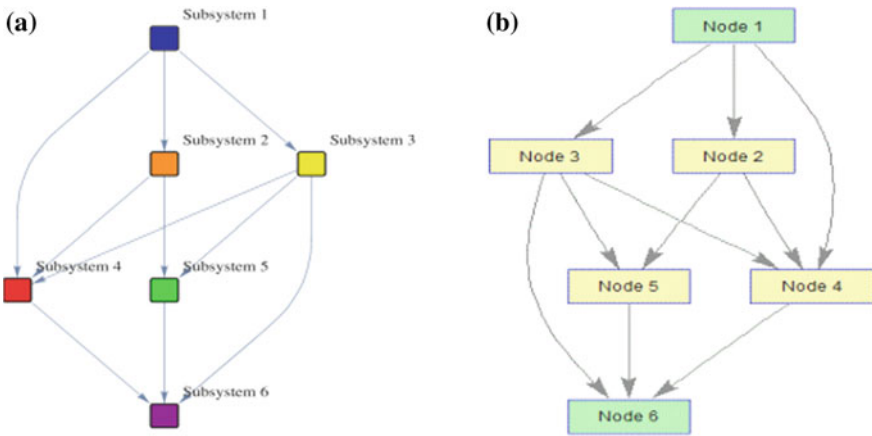 (a)
Subsystem 1
Subsystem 2
Subsystem 3
Subsystem 4
Subsystem 5
Subsystem 6
(b)
Node 1
Node 3
Node 2
Node 5
Node 4
Node 6